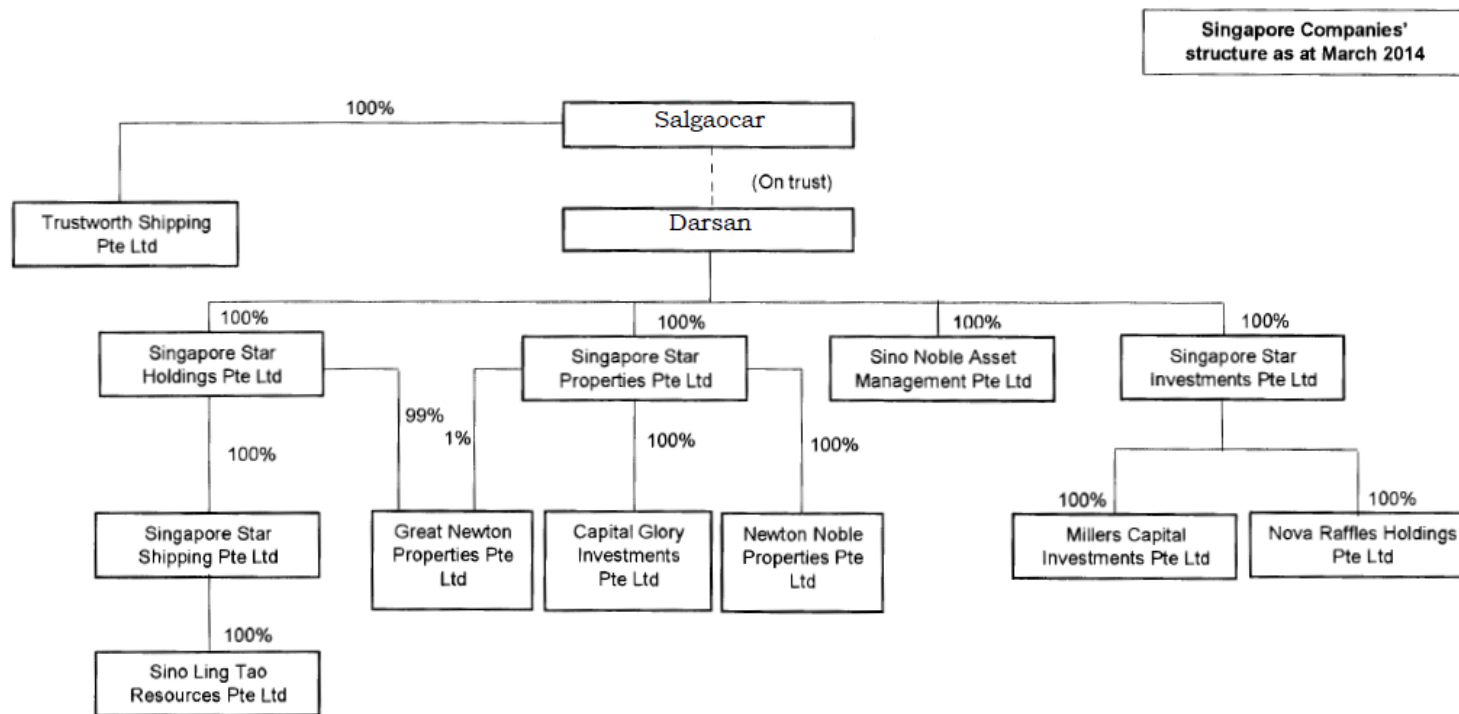 Singapore Companies'
structure as at March 2014
100%
Salgaocar
(On trust)
Trustworth Shipping
Pte Ltd
Darsan
100%
100%
100%
100%
Singapore Star
Holdings Pte Ltd
Singapore Star
Properties Pte Ltd
Sino Noble Asset
Management Pte Ltd
Singapore Star
Investments Pte Ltd
99%
1%
100%
100%
100%
100%
100%
Singapore Star
Shipping Pte Ltd
Great Newton
Properties Pte
Ltd
Capital Glory
Investments
Pte Ltd
Newton Noble
Properties Pte
Ltd
Millers Capital
Investments Pte Ltd
Nova Raffles Holdings
Pte Ltd
100%
Sino Ling Tao
Resources Pte Ltd